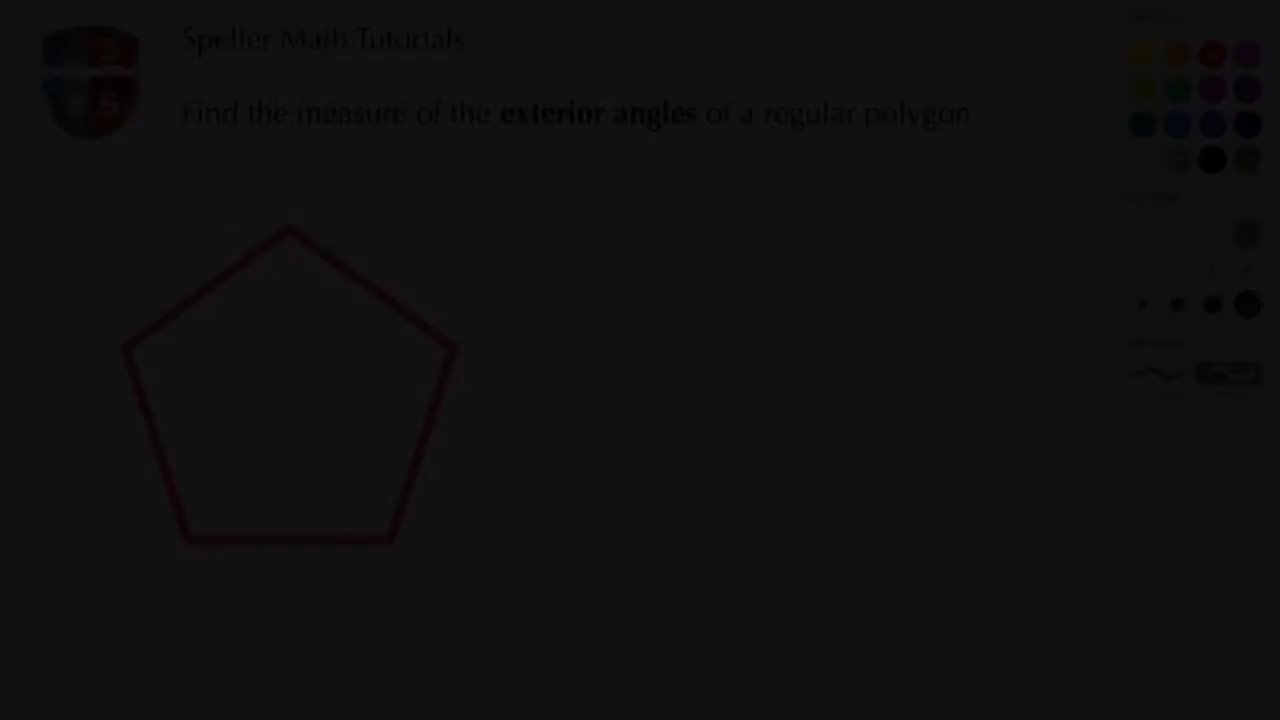 Speller Math Tutorials
Find the measure of the exterior angles of a regular polygon